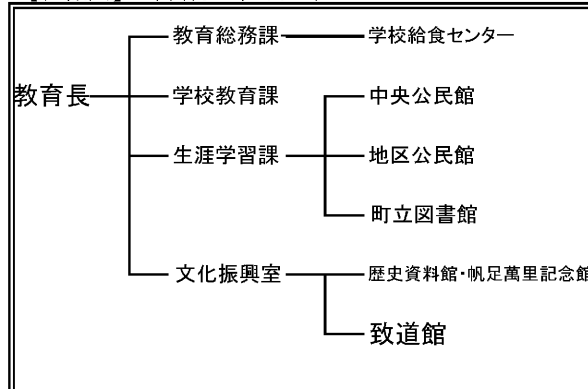 教育総務課 学校給食センター
教育長 学校教育課 中央公民館
生涯学習課 地区公民館
町立図書館
文化振興室 歴史資料館・帆足萬里記念館
致道館